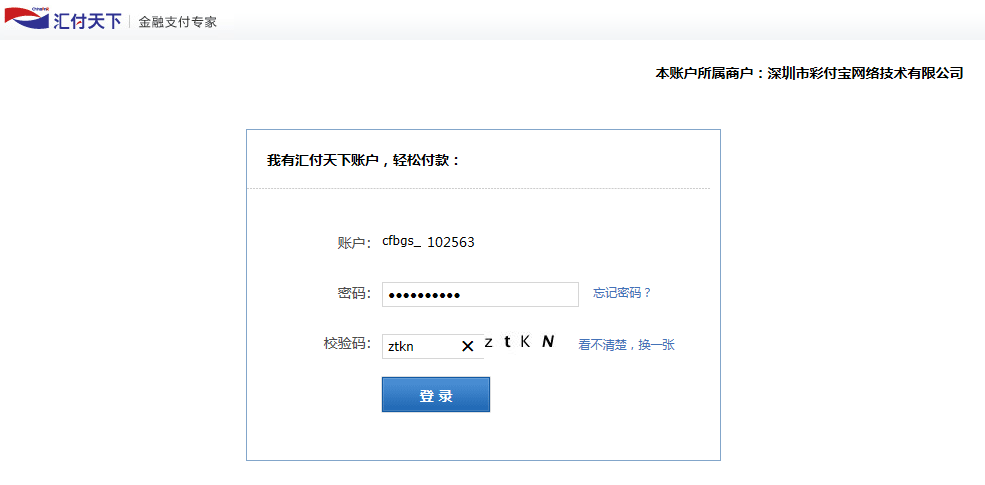 ChinaPnR
汇付天下 金融支付专家
本账户所属商户：深圳市彩付宝网络技术有限公司
我有汇付天下账户，轻松付款：
账户： cfbgs_ 102563
密码： ●●●●●●●●●● 忘记密码？
校验码： ztkn ✕ z t K N 看不清楚，换一张
登 录